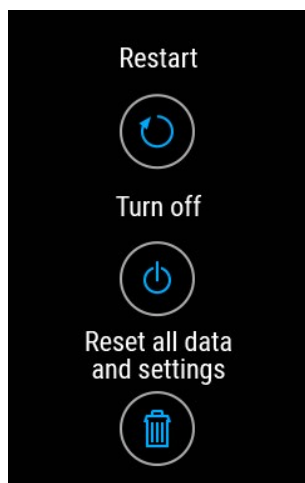 Restart
Turn off
Reset all data
and settings